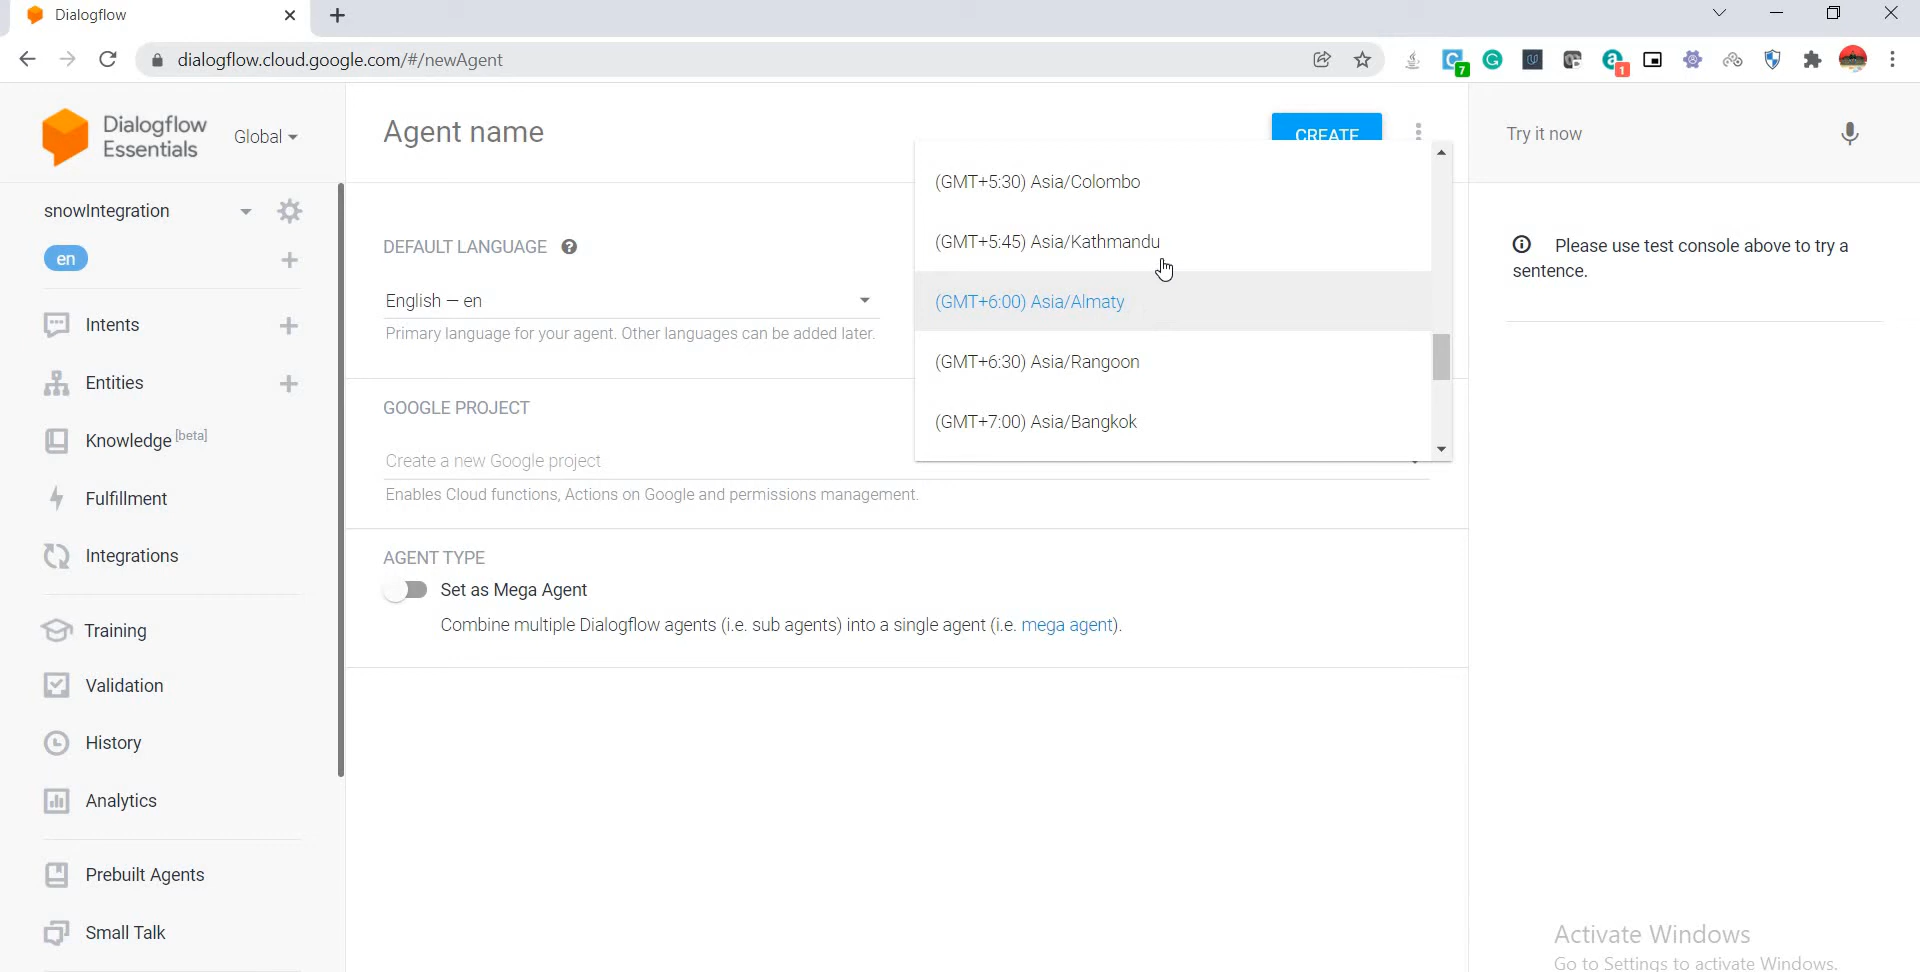 Dialogflow
dialogflow.cloud.google.com/#/newAgent
7
1
Dialogflow
Essentials
Global
Agent name
CREATE
Try it now
snowIntegration
en
DEFAULT LANGUAGE
English — en
Primary language for your agent. Other languages can be added later.
(GMT+5:30) Asia/Colombo
(GMT+5:45) Asia/Kathmandu
(GMT+6:00) Asia/Almaty
(GMT+6:30) Asia/Rangoon
(GMT+7:00) Asia/Bangkok
Please use test console above to try a
sentence.
Intents
Entities
Knowledge [beta]
Fulfillment
Integrations
Training
Validation
History
Analytics
Prebuilt Agents
Small Talk
GOOGLE PROJECT
Create a new Google project
Enables Cloud functions, Actions on Google and permissions management.
AGENT TYPE
Set as Mega Agent
Combine multiple Dialogflow agents (i.e. sub agents) into a single agent (i.e. mega agent).
Activate Windows
Go to Settings to activate Windows.